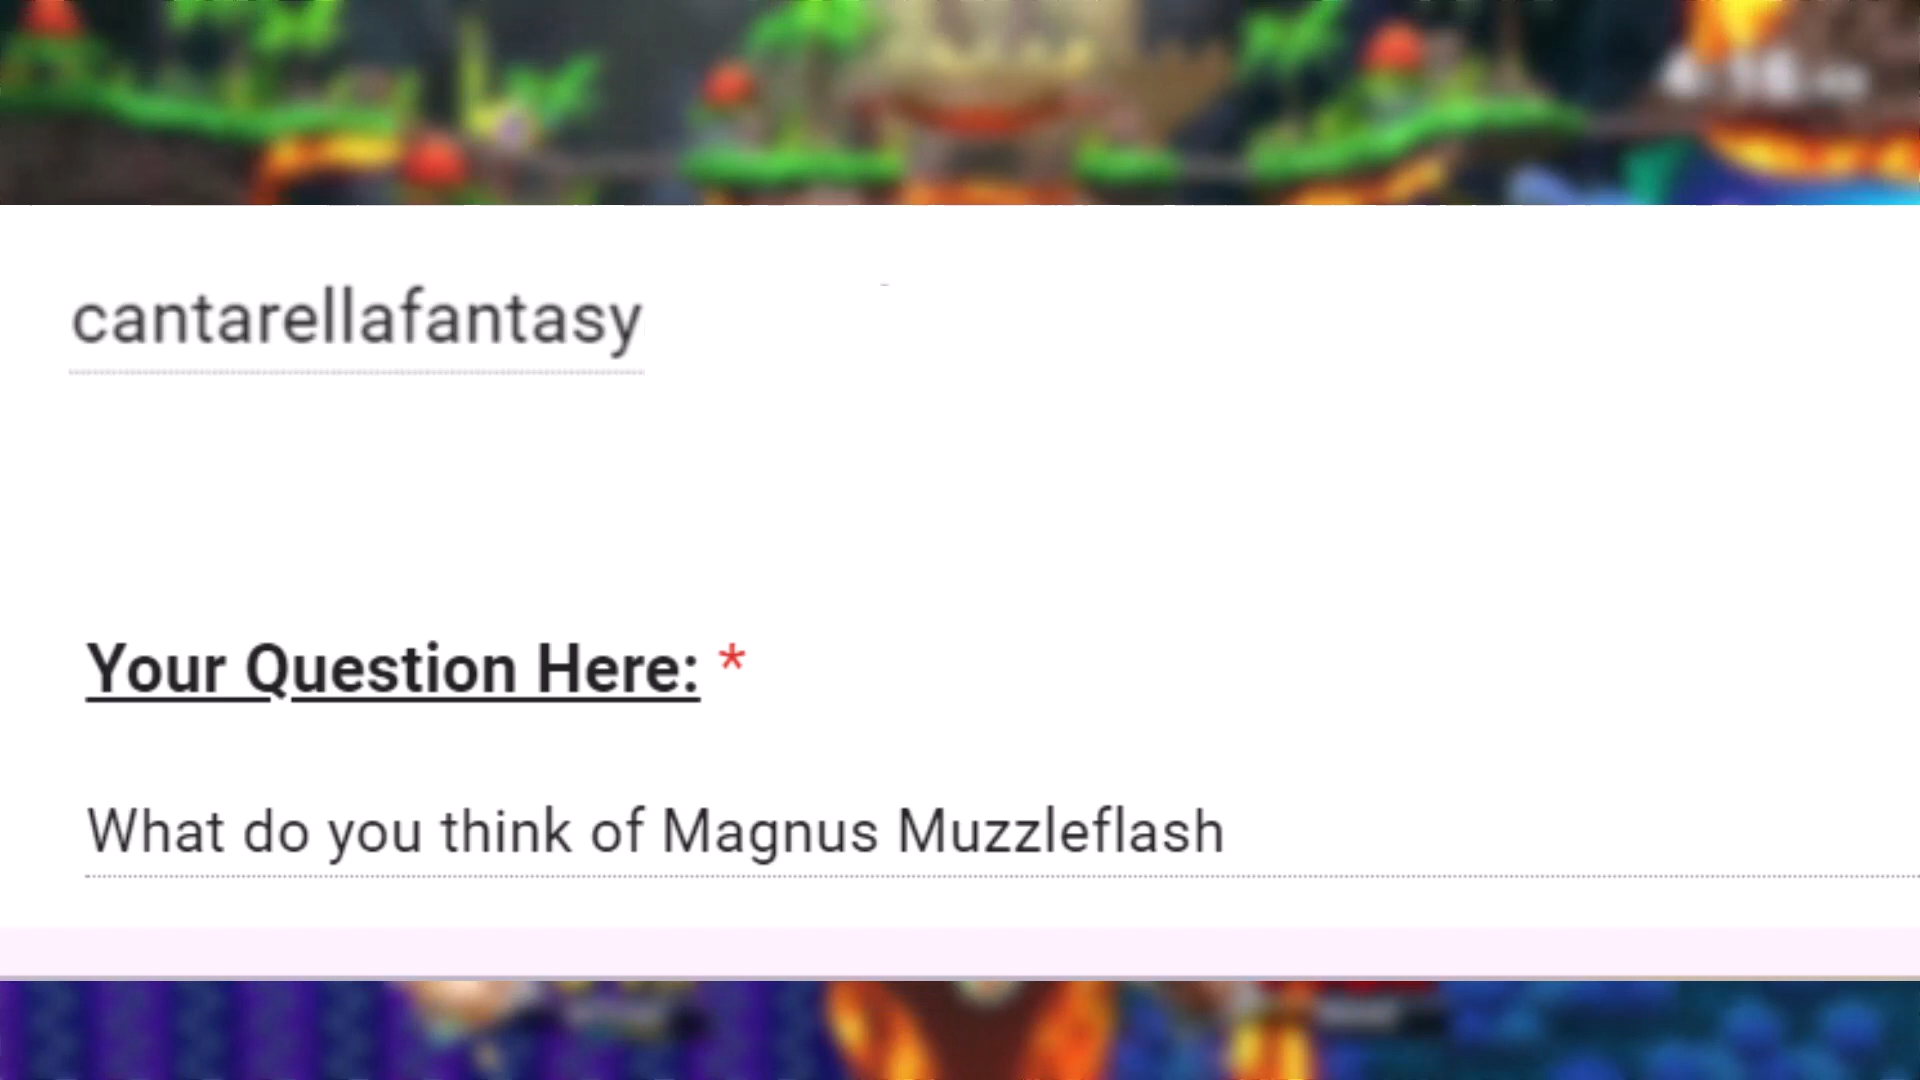 cantarellafantasy
Your Question Here: *
What do you think of Magnus Muzzleflash